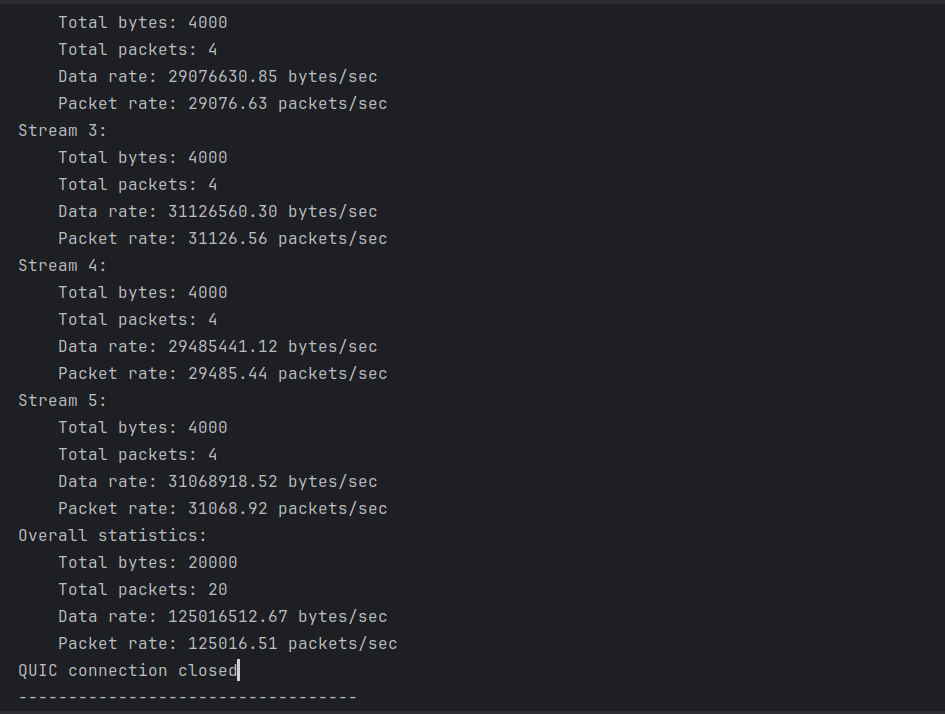 Total bytes: 4000
Total packets: 4
Data rate: 29076630.85 bytes/sec
Packet rate: 29076.63 packets/sec
Stream 3:
Total bytes: 4000
Total packets: 4
Data rate: 31126560.30 bytes/sec
Packet rate: 31126.56 packets/sec
Stream 4:
Total bytes: 4000
Total packets: 4
Data rate: 29485441.12 bytes/sec
Packet rate: 29485.44 packets/sec
Stream 5:
Total bytes: 4000
Total packets: 4
Data rate: 31068918.52 bytes/sec
Packet rate: 31068.92 packets/sec
Overall statistics:
Total bytes: 20000
Total packets: 20
Data rate: 125016512.67 bytes/sec
Packet rate: 125016.51 packets/sec
QUIC connection closed
----------------------------------